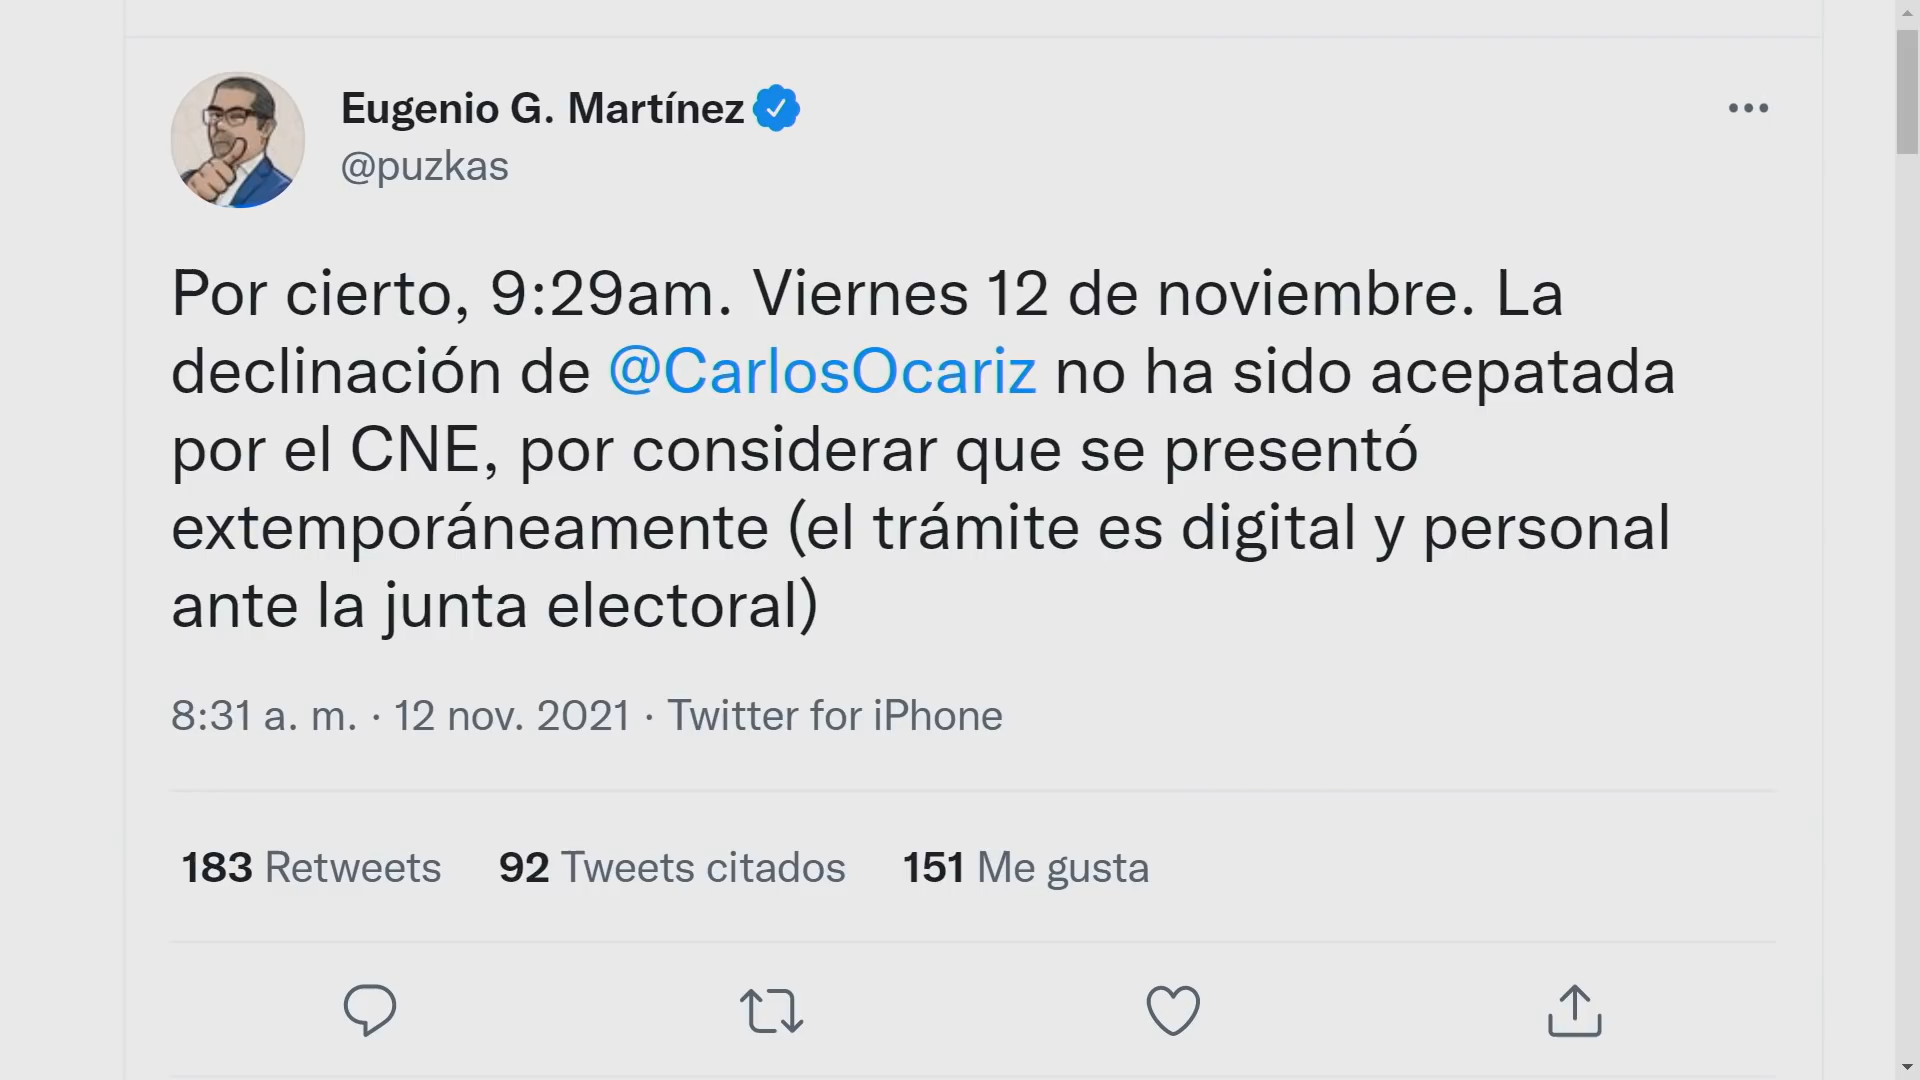 Eugenio G. Martínez
@puzkas
Por cierto, 9:29am. Viernes 12 de noviembre. La
declinación de @CarlosOcariz no ha sido acepatada
por el CNE, por considerar que se presentó
extemporáneamente (el trámite es digital y personal
ante la junta electoral)
8:31 a. m. · 12 nov. 2021 · Twitter for iPhone
183 Retweets 92 Tweets citados 151 Me gusta